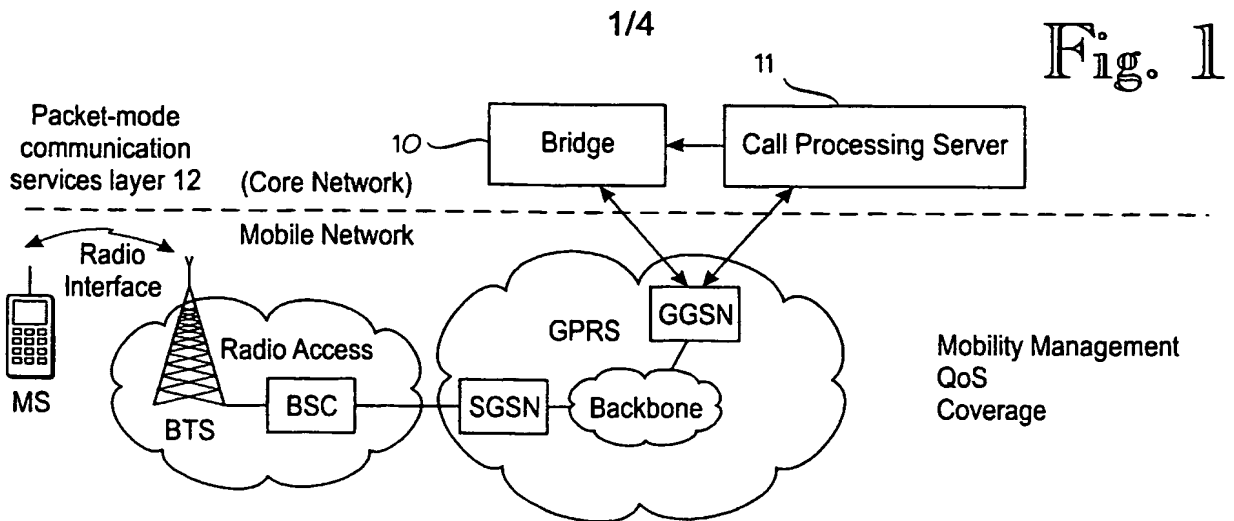 1/4
Fig. 1
11
Packet-mode
communication
services layer 12
(Core Network)
10
Bridge
Call Processing Server
Mobile Network
Radio
Interface
MS
BTS
Radio Access
BSC
GPRS
GGSN
SGSN
Backbone
Mobility Management
QoS
Coverage